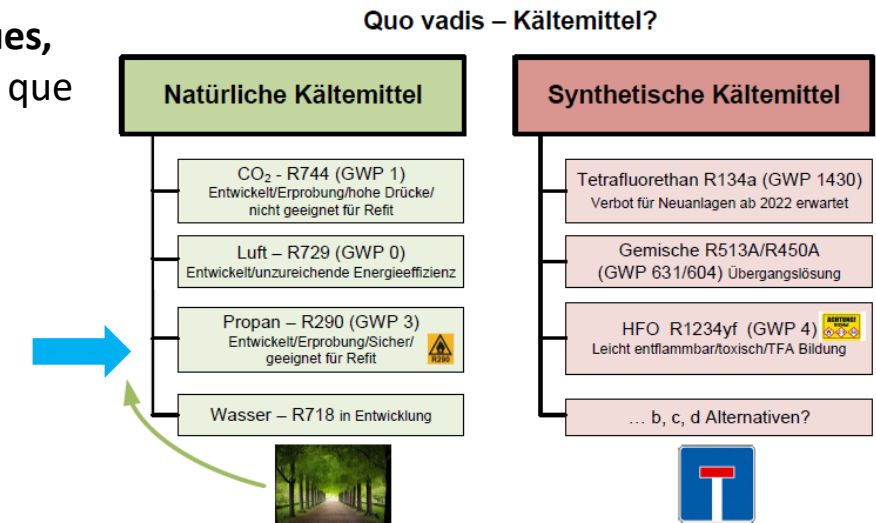 ues,
que
Quo vadis – Kältemittel?
Natürliche Kältemittel
CO₂ - R744 (GWP 1)
Entwickelt/Erprobung/hohe Drücke/
nicht geeignet für Refit
Luft – R729 (GWP 0)
Entwickelt/unzureichende Energieeffizienz
Propan – R290 (GWP 3)
Entwickelt/Erprobung/Sicher/
geeignet für Refit
R290
Wasser – R718 in Entwicklung
Synthetische Kältemittel
Tetrafluorethan R134a (GWP 1430)
Verbot für Neuanlagen ab 2022 erwartet
Gemische R513A/R450A
(GWP 631/604) Übergangslösung
HFO R1234yf (GWP 4)
ACHTUNG!
Leicht entflammbar/toxisch/TFA Bildung
… b, c, d Alternativen?